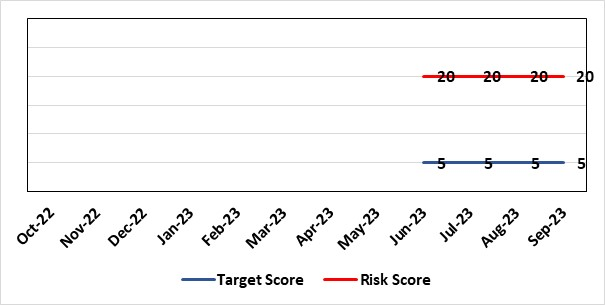 20 20 20 20
5 5 5 5
Oct-22 Nov-22 Dec-22 Jan-23 Feb-23 Mar-23 Apr-23 May-23 Jun-23 Jul-23 Aug-23 Sep-23
Target Score Risk Score